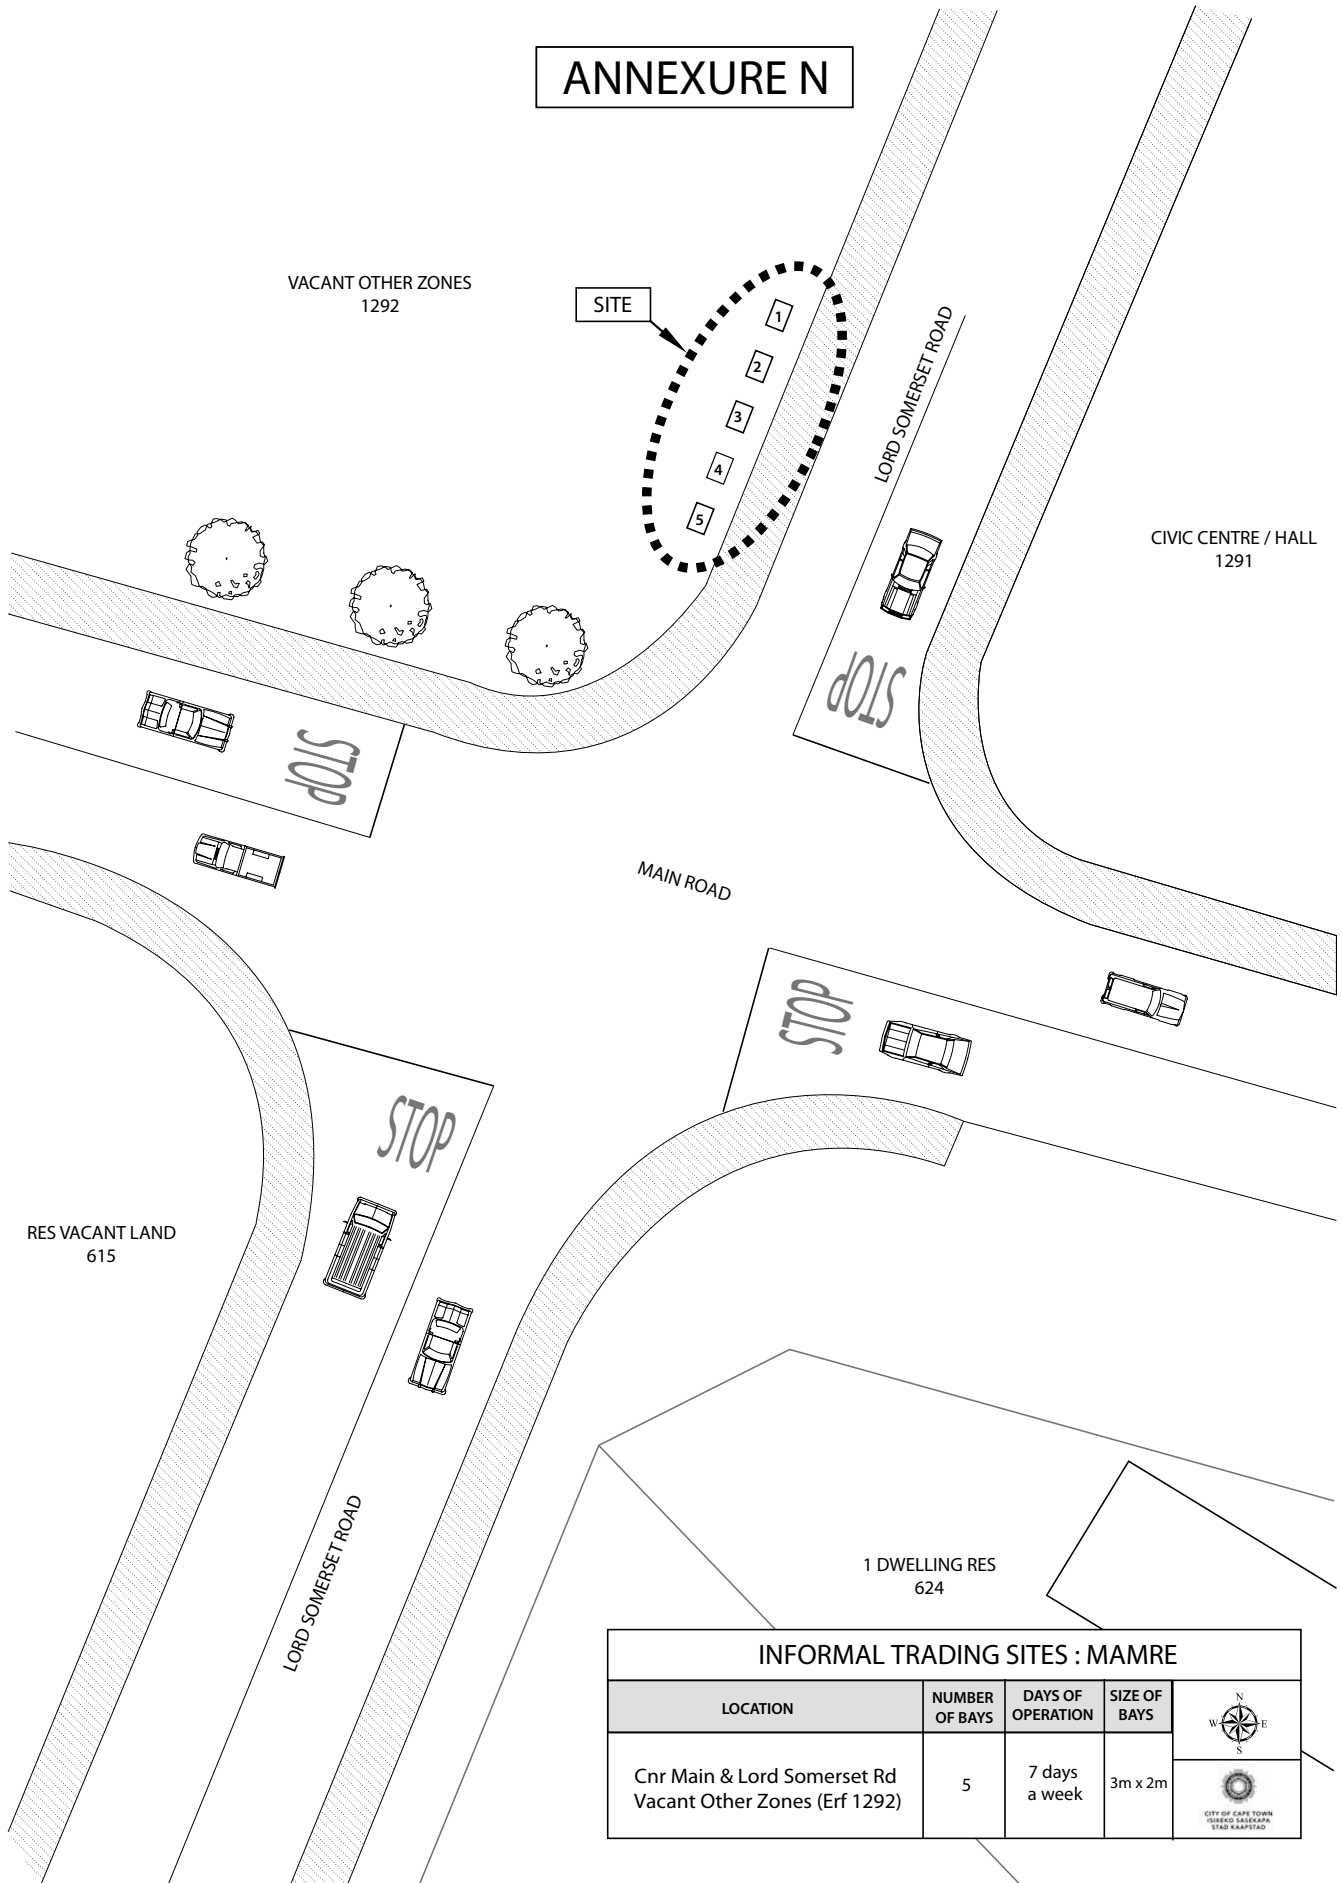 ANNEXURE N
VACANT OTHER ZONES
1292
SITE
1
2
3
4
5
LORD SOMERSET ROAD
CIVIC CENTRE / HALL
1291
STOP
STOP
MAIN ROAD
STOP
STOP
RES VACANT LAND
615
LORD SOMERSET ROAD
1 DWELLING RES
624
INFORMAL TRADING SITES : MAMRE
LOCATION
NUMBER
OF BAYS
DAYS OF
OPERATION
SIZE OF
BAYS
Cnr Main & Lord Somerset Rd
Vacant Other Zones (Erf 1292)
5
7 days
a week
3m x 2m
N
W E
S
CITY OF CAPE TOWN
ISIXEKO SASEKAPA
STAD KAAPSTAD